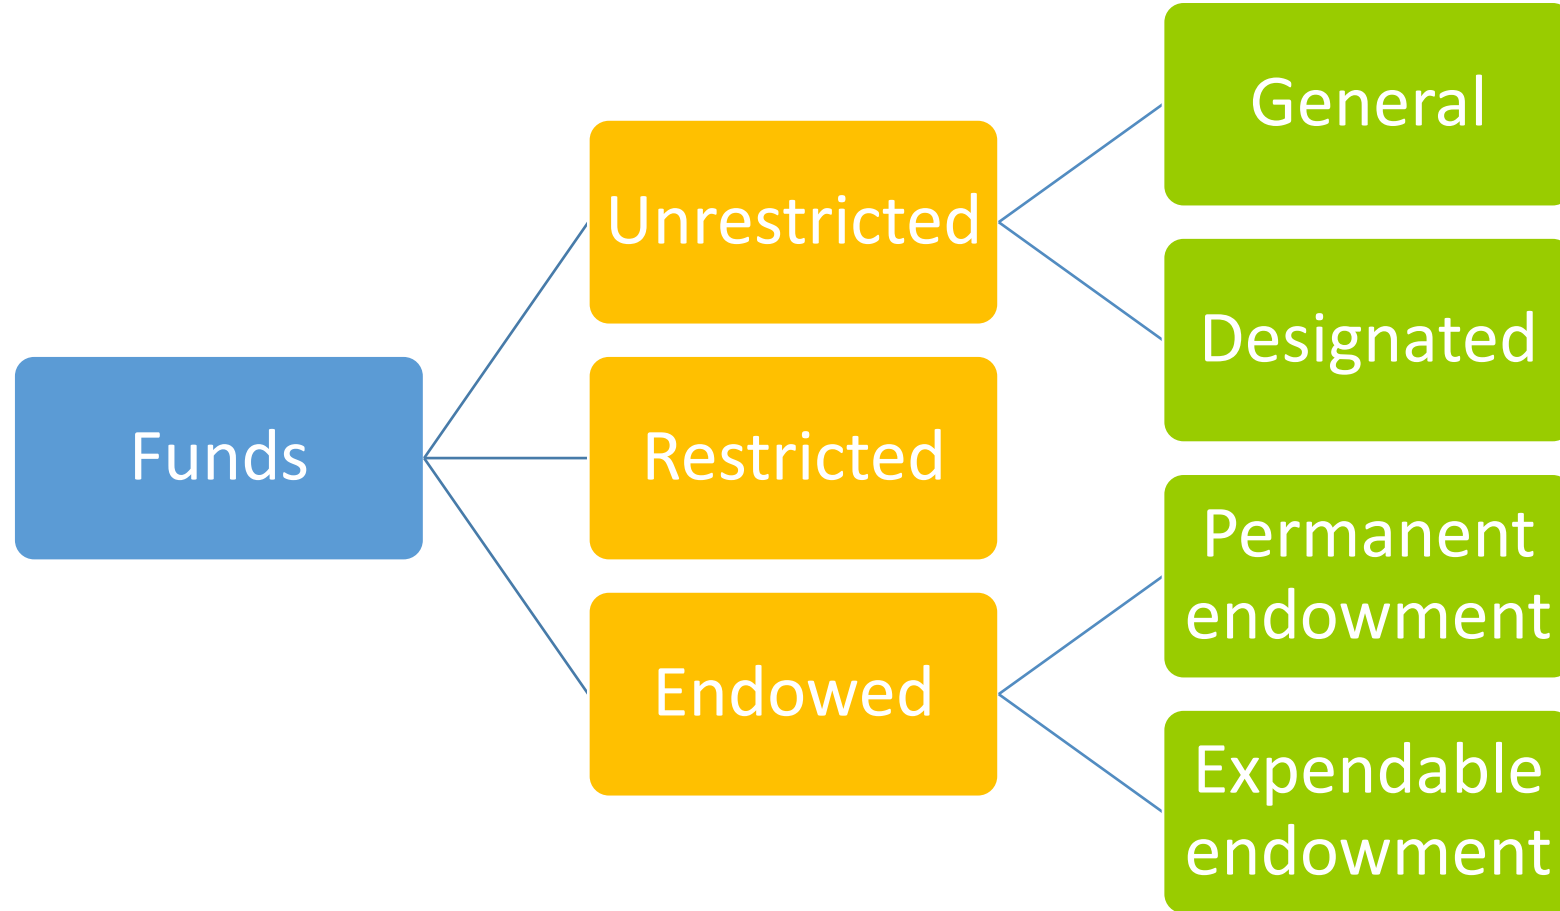 Funds
Unrestricted
Restricted
Endowed
General
Designated
Permanent
endowment
Expendable
endowment